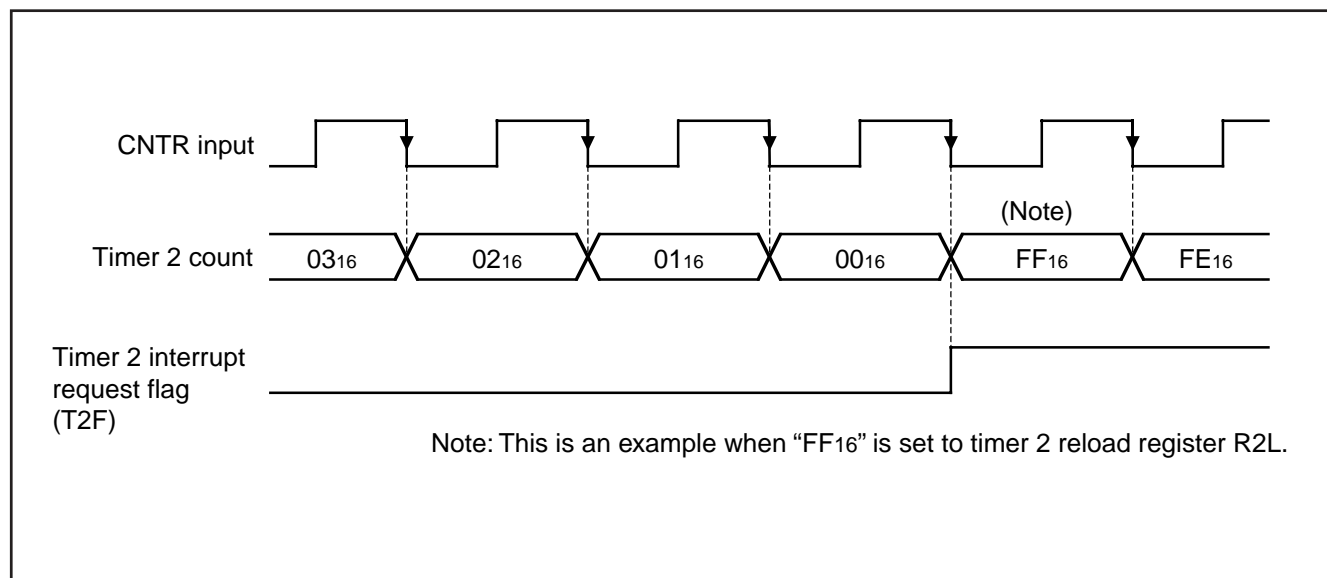 CNTR input
(Note)
Timer 2 count
0316 0216 0116 0016 FF16 FE16
Timer 2 interrupt
request flag
(T2F)
Note: This is an example when “FF16” is set to timer 2 reload register R2L.